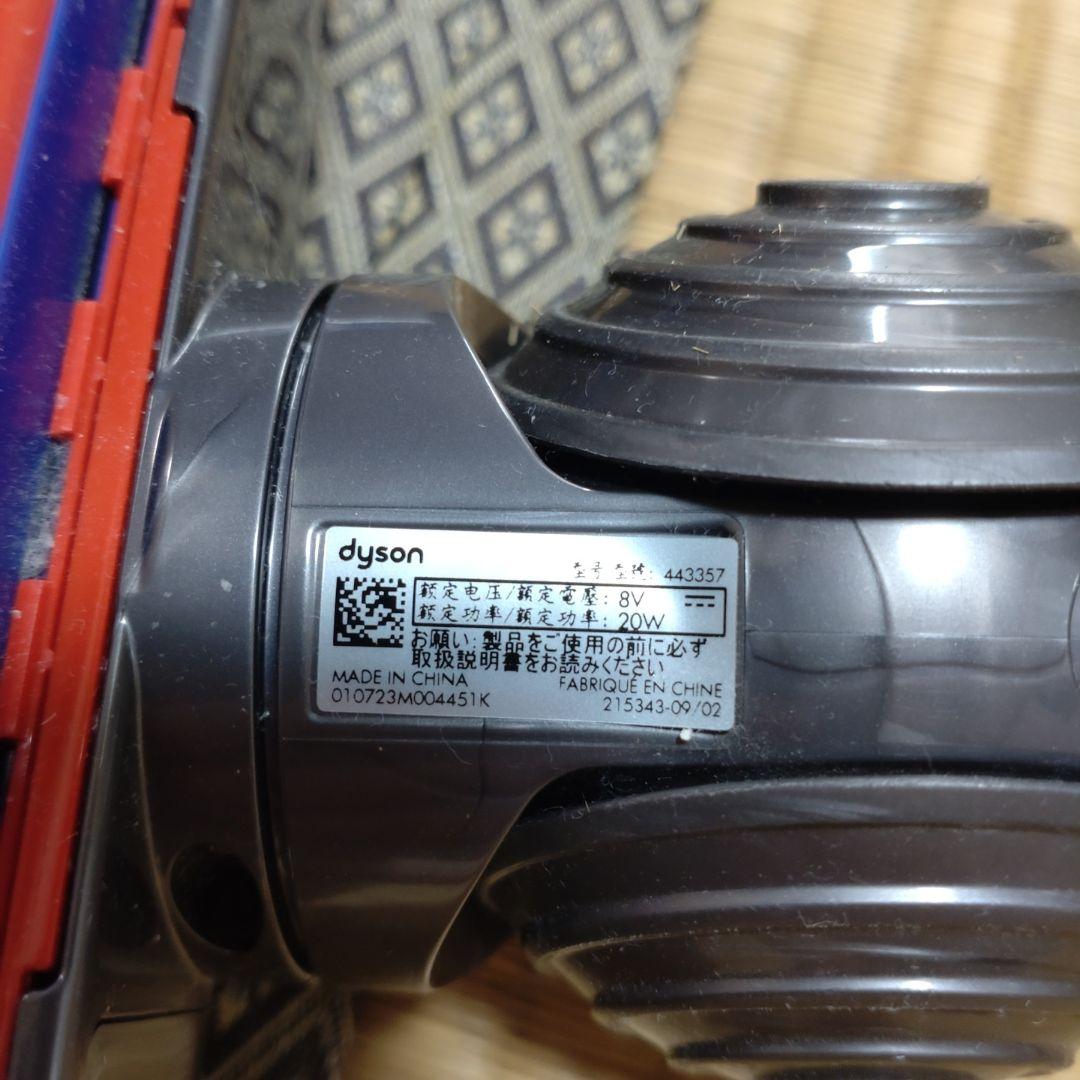 dyson
型号 型號: 443357
额定电压/額定電壓: 8V
额定功率/額定功率: 20W
お願い: 製品をご使用の前に必ず
取扱説明書をお読みください
MADE IN CHINA FABRIQUÉ EN CHINE
010723M004451K 215343-09/02